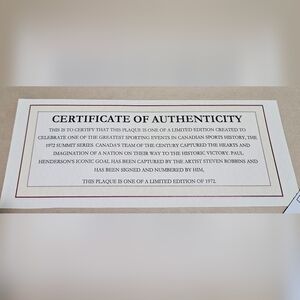 CERTIFICATE OF AUTHENTICITY
THIS IS TO CERTIFY THAT THIS PLAQUE IS ONE OF A LIMITED EDITION CREATED TO
CELEBRATE ONE OF THE GREATEST SPORTING EVENTS IN CANADIAN SPORTS HISTORY, THE
1972 SUMMIT SERIES. CANADA'S TEAM OF THE CENTURY CAPTURED THE HEARTS AND
IMAGINATION OF A NATION ON THEIR WAY TO THE HISTORIC VICTORY. PAUL
HENDERSON'S ICONIC GOAL HAS BEEN CAPTURED BY THE ARTIST STEVEN ROBBINS AND
HAS BEEN SIGNED AND NUMBERED BY HIM,
THIS PLAQUE IS ONE OF A LIMITED EDITION OF 1972.